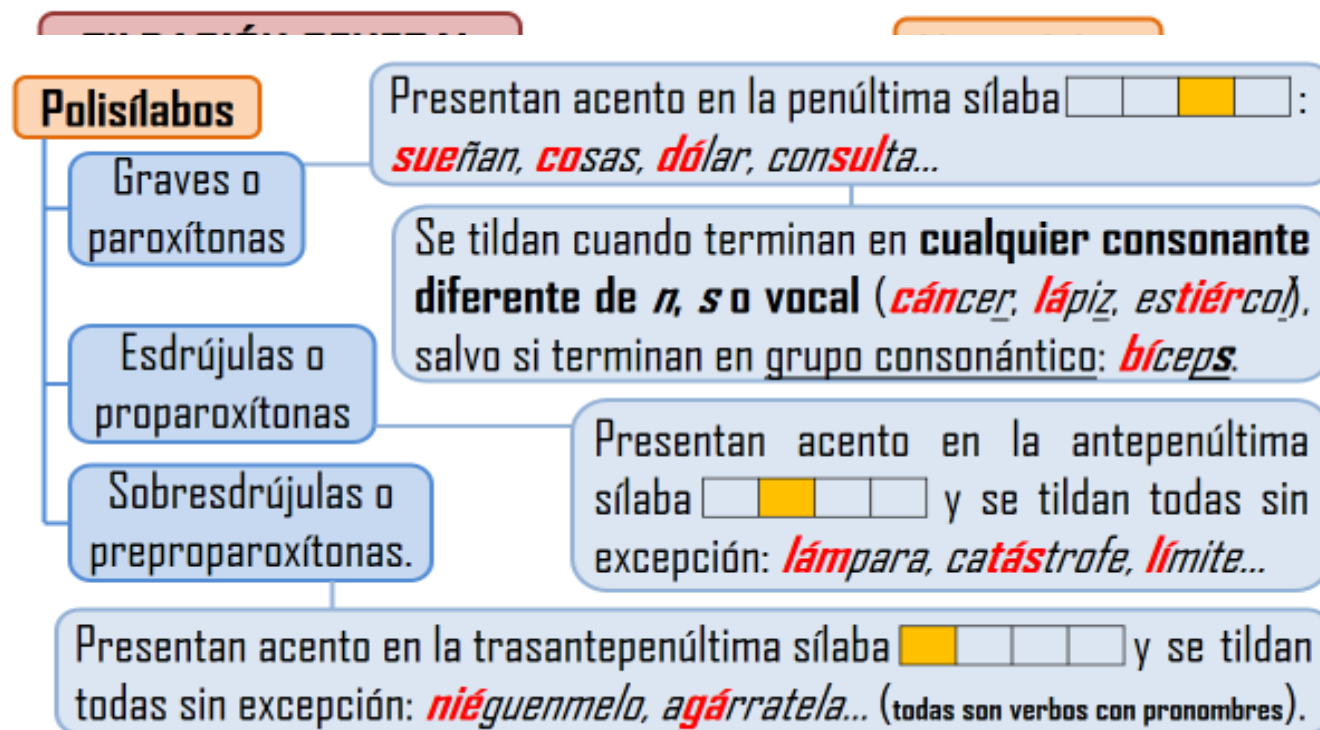 Polisílabos
Graves o
paroxítonas
Presentan acento en la penúltima sílaba :
sueñan, cosas, dólar, consulta...
Se tildan cuando terminan en cualquier consonante
diferente de n, s o vocal (cáncer, lápiz, estiércol),
salvo si terminan en grupo consonántico: bíceps.
Esdrújulas o
proparoxítonas
Presentan acento en la antepenúltima
sílaba y se tildan todas sin
excepción: lámpara, catástrofe, límite...
Sobresdrújulas o
preproparoxítonas.
Presentan acento en la trasantepenúltima sílaba y se tildan
todas sin excepción: niéguenmelo, agárratela... (todas son verbos con pronombres).